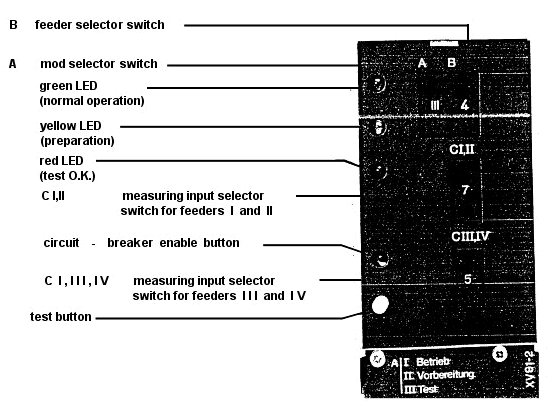 B feeder selector switch
A mod selector switch
green LED
(normal operation)
yellow LED
(preparation)
red LED
(test O.K.)
C I,II measuring input selector
switch for feeders I and II
circuit - breaker enable button
C I , I I I , I V measuring input selector
switch for feeders I I I and I V
test button
A B
III 4
CI,II
7
CIII,IV
5
A I Betrieb
II Vorbereitung
III Test
XV91-2